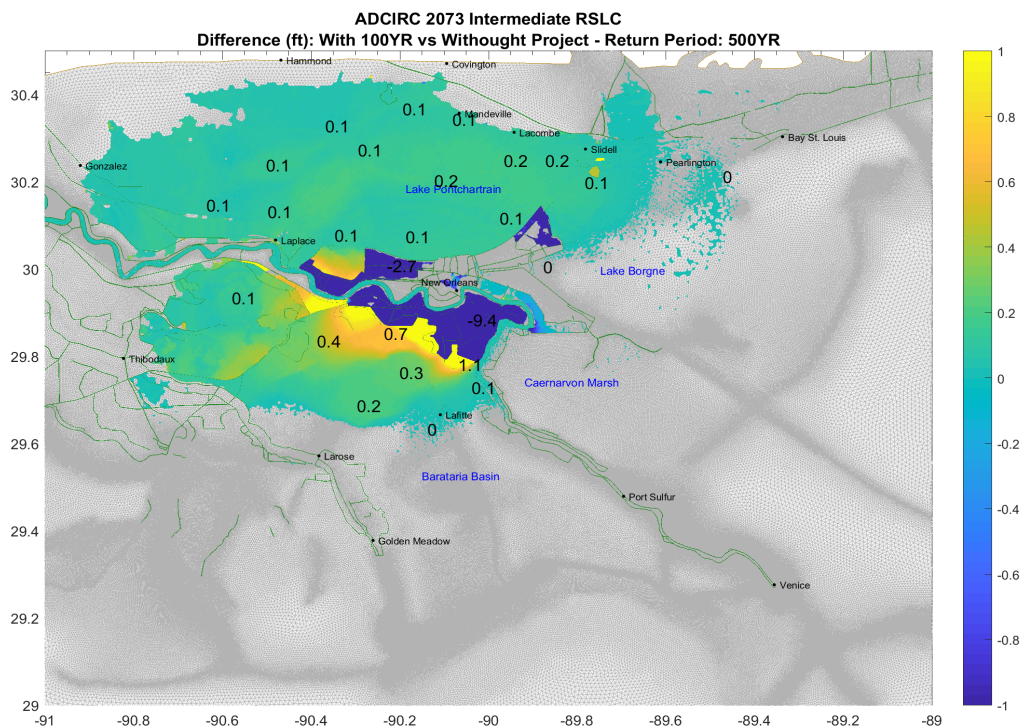 ADCIRC 2073 Intermediate RSLC
Difference (ft): With 100YR vs Withought Project - Return Period: 500YR
Hammond
Covington
30.4
0.1
Mandeville
0.1
0.1
Lacombe
Bay St. Louis
0.1
Slidell
Gonzalez
0.1
0.2
0.2
Pearlington
30.2
0.2
0.1
0
Lake Pontchartrain
0.1
0.1
0.1
Laplace
0.1
0.1
30
-2.7
0
Lake Borgne
New Orleans
0.1
-9.4
0.4
0.7
29.8
Thibodaux
1.1
0.3
Caernarvon Marsh
0.1
0.2
Lafitte
0
29.6
Larose
Barataria Basin
Port Sulfur
29.4
Golden Meadow
Venice
29.2
29
-91
-90.8
-90.6
-90.4
-90.2
-90
-89.8
-89.6
-89.4
-89.2
-89
1
0.8
0.6
0.4
0.2
0
-0.2
-0.4
-0.6
-0.8
-1